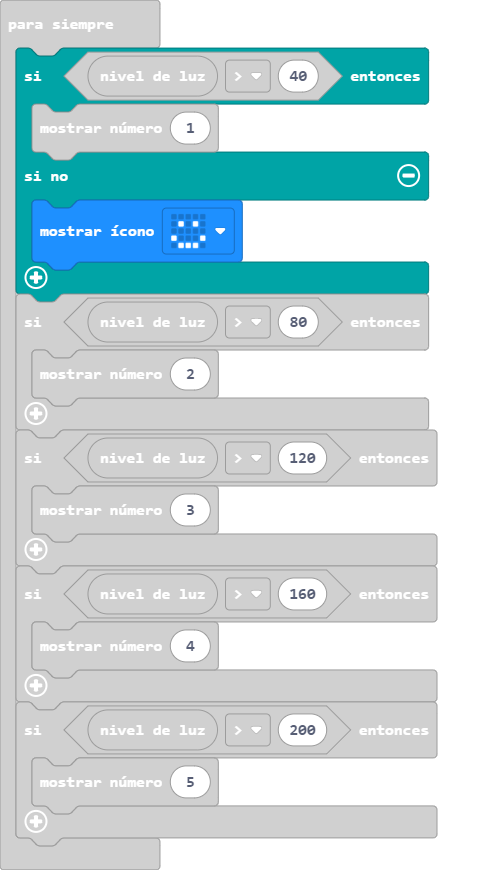 para siempre
si nivel de luz > 40 entonces
mostrar número 1
si no
mostrar ícono
si nivel de luz > 80 entonces
mostrar número 2
si nivel de luz > 120 entonces
mostrar número 3
si nivel de luz > 160 entonces
mostrar número 4
si nivel de luz > 200 entonces
mostrar número 5